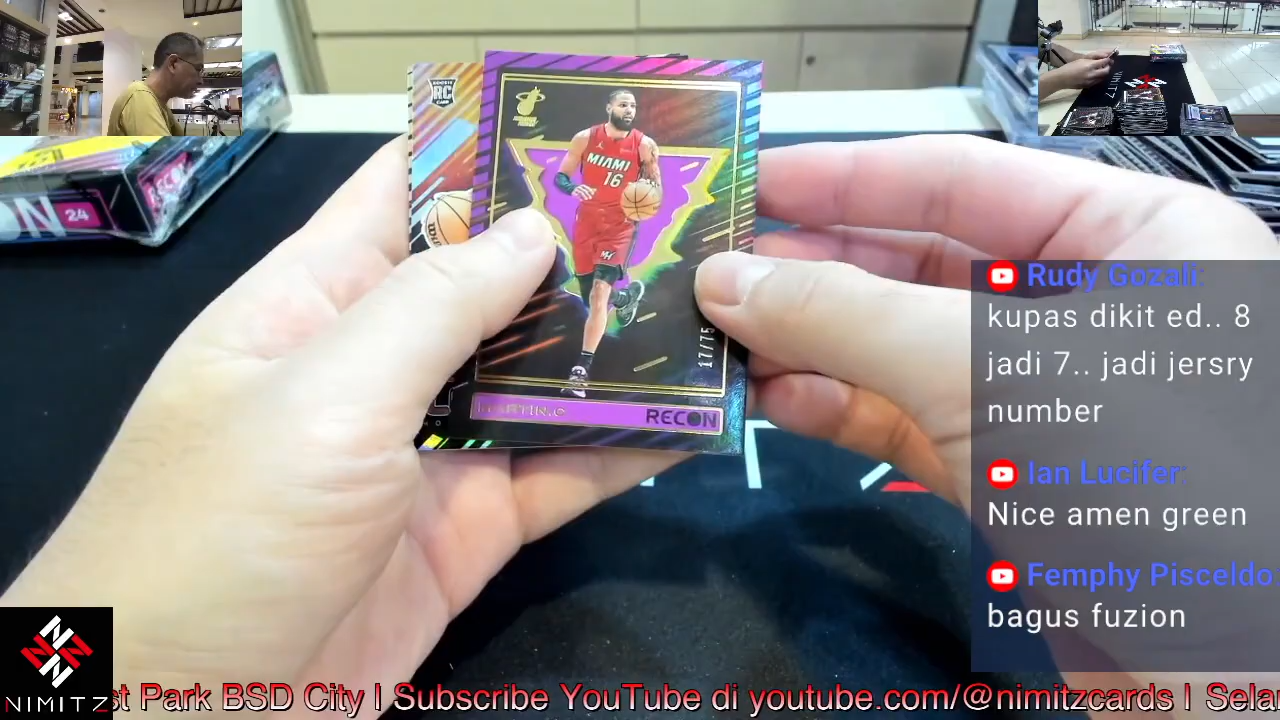 RC
MIAMI
16
17/75
RECON
24
Rudy Gozali:
kupas dikit ed.. 8
jadi 7.. jadi jersry
number
Ian Lucifer:
Nice amen green
Femphy Pisceldo:
bagus fuzion
NIMITZ
st Park BSD City | Subscribe YouTube di youtube.com/@nimitzcards | Sela